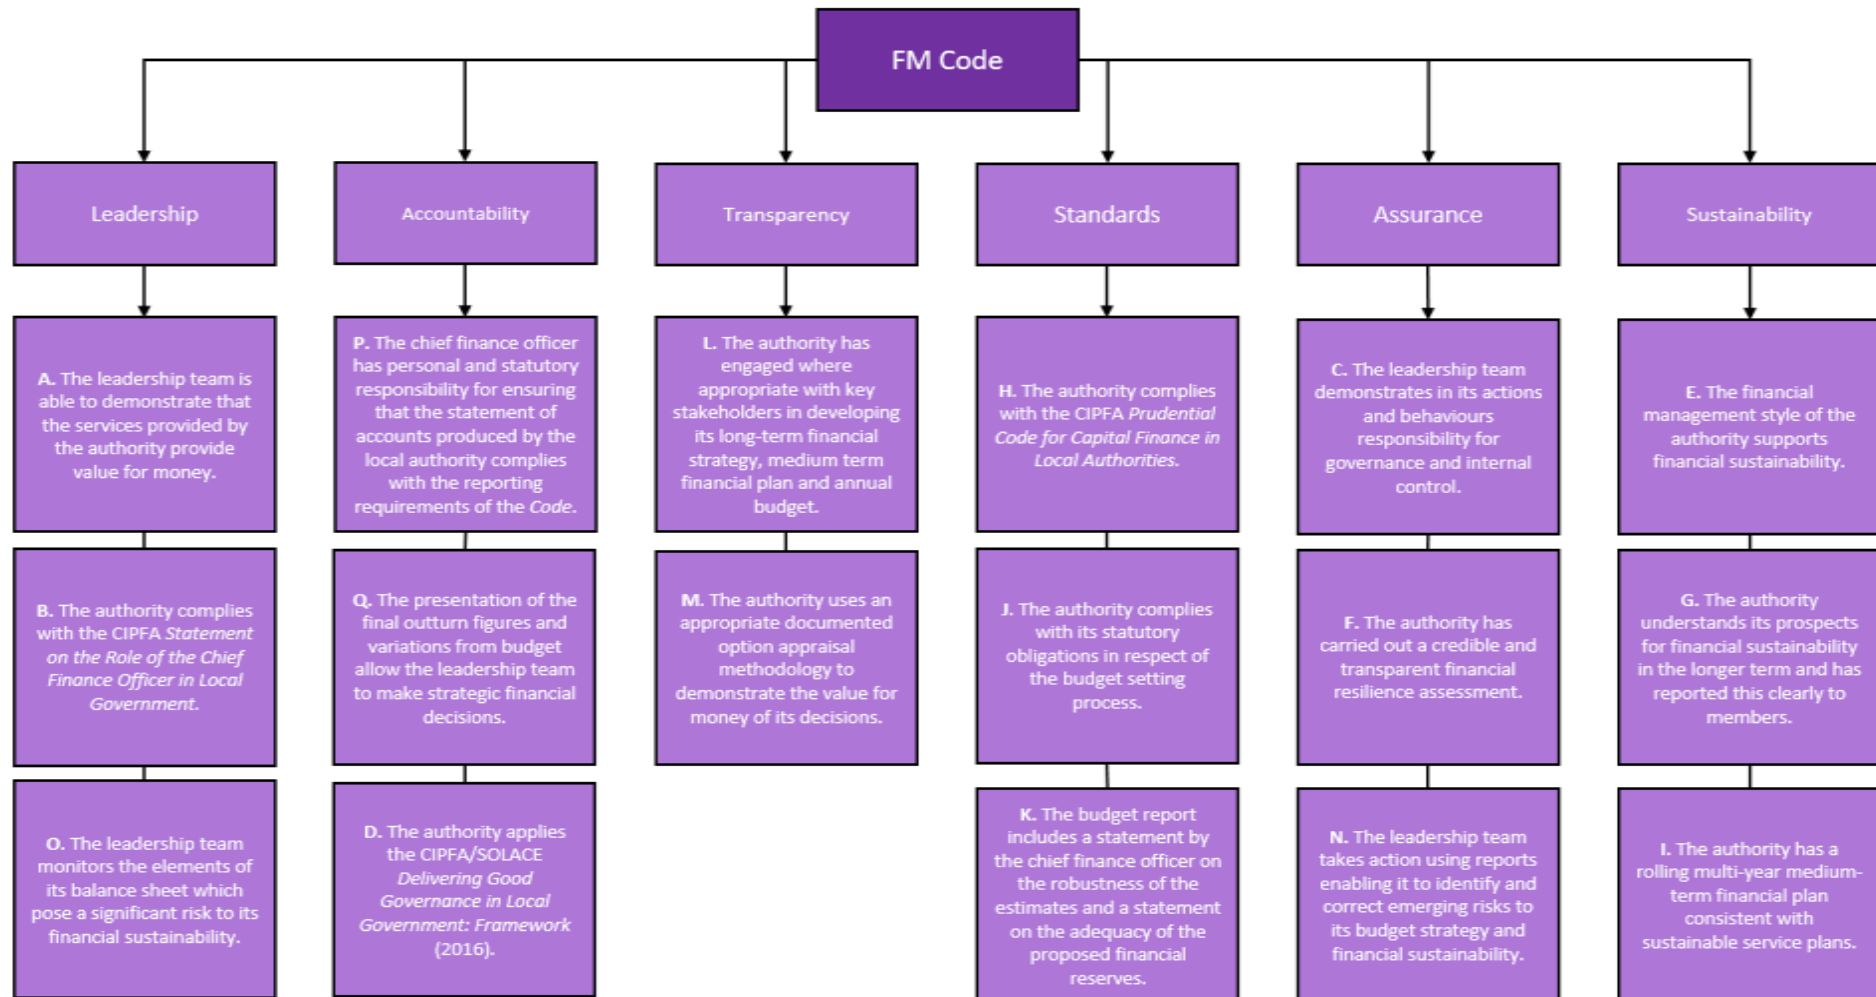 FM Code
Leadership
Accountability
Transparency
Standards
Assurance
Sustainability
A. The leadership team is
able to demonstrate that
the services provided by
the authority provide
value for money.
B. The authority complies
with the CIPFA Statement
on the Role of the Chief
Finance Officer in Local
Government.
O. The leadership team
monitors the elements of
its balance sheet which
pose a significant risk to its
financial sustainability.
P. The chief finance officer
has personal and statutory
responsibility for ensuring
that the statement of
accounts produced by the
local authority complies
with the reporting
requirements of the Code.
Q. The presentation of the
final outturn figures and
variations from budget
allow the leadership team
to make strategic financial
decisions.
D. The authority applies
the CIPFA/SOLACE
Delivering Good
Governance in Local
Government: Framework
(2016).
L. The authority has
engaged where
appropriate with key
stakeholders in developing
its long-term financial
strategy, medium term
financial plan and annual
budget.
M. The authority uses an
appropriate documented
option appraisal
methodology to
demonstrate the value for
money of its decisions.
H. The authority complies
with the CIPFA Prudential
Code for Capital Finance in
Local Authorities.
J. The authority complies
with its statutory
obligations in respect of
the budget setting
process.
K. The budget report
includes a statement by
the chief finance officer on
the robustness of the
estimates and a statement
on the adequacy of the
proposed financial
reserves.
C. The leadership team
demonstrates in its actions
and behaviours
responsibility for
governance and internal
control.
F. The authority has
carried out a credible and
transparent financial
resilience assessment.
N. The leadership team
takes action using reports
enabling it to identify and
correct emerging risks to
its budget strategy and
financial sustainability.
E. The financial
management style of the
authority supports
financial sustainability.
G. The authority
understands its prospects
for financial sustainability
in the longer term and has
reported this clearly to
members.
I. The authority has a
rolling multi-year medium-
term financial plan
consistent with
sustainable service plans.